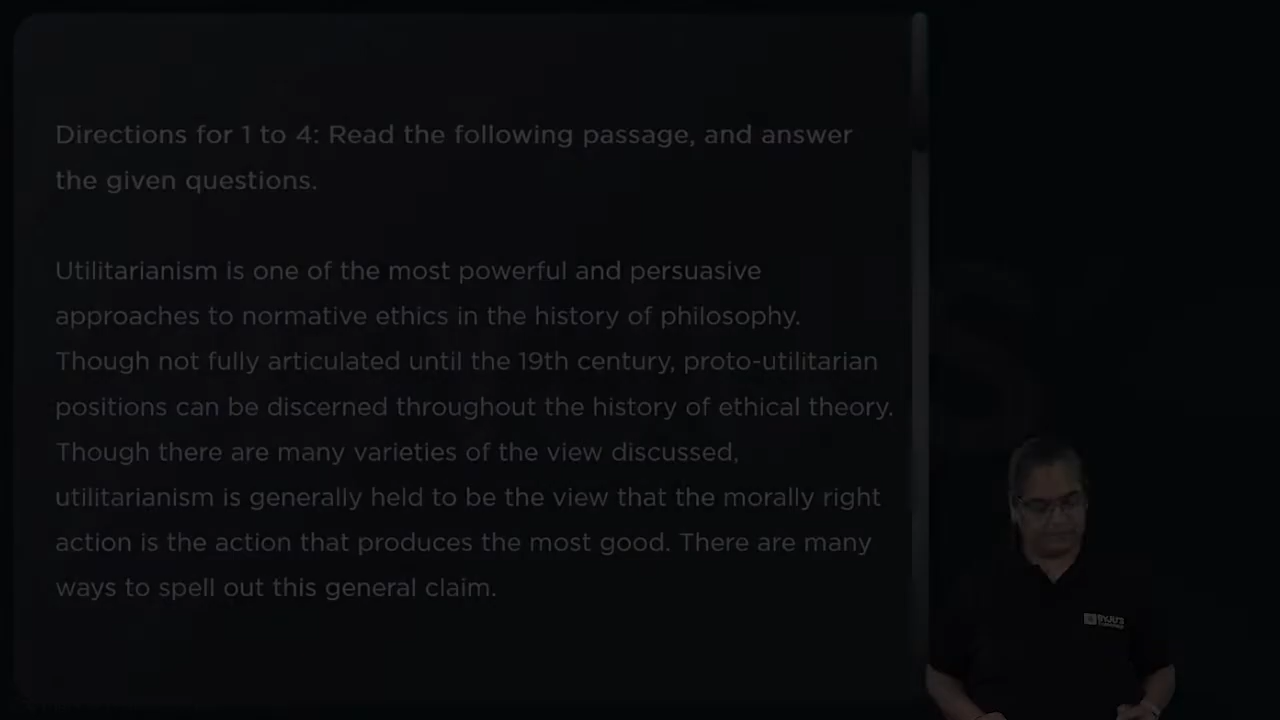 Directions for 1 to 4: Read the following passage, and answer
the given questions.
Utilitarianism is one of the most powerful and persuasive
approaches to normative ethics in the history of philosophy.
Though not fully articulated until the 19th century, proto-utilitarian
positions can be discerned throughout the history of ethical theory.
Though there are many varieties of the view discussed,
utilitarianism is generally held to be the view that the morally right
action is the action that produces the most good. There are many
ways to spell out this general claim.
BYJU'S